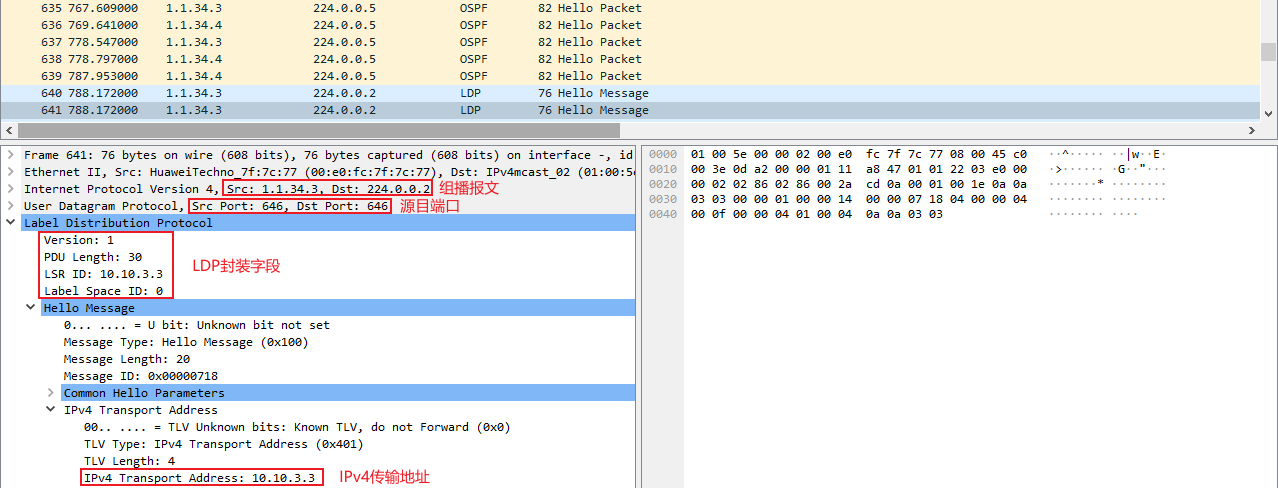 635 767.609000 1.1.34.3 224.0.0.5 OSPF 82 Hello Packet
636 769.641000 1.1.34.4 224.0.0.5 OSPF 82 Hello Packet
637 778.547000 1.1.34.3 224.0.0.5 OSPF 82 Hello Packet
638 778.797000 1.1.34.4 224.0.0.5 OSPF 82 Hello Packet
639 787.953000 1.1.34.4 224.0.0.5 OSPF 82 Hello Packet
640 788.172000 1.1.34.3 224.0.0.2 LDP 76 Hello Message
641 788.172000 1.1.34.3 224.0.0.2 LDP 76 Hello Message
Frame 641: 76 bytes on wire (608 bits), 76 bytes captured (608 bits) on interface -, id
Ethernet II, Src: HuaweiTechno_7f:7c:77 (00:e0:fc:7f:7c:77), Dst: IPv4mcast_02 (01:00:5e
Internet Protocol Version 4, Src: 1.1.34.3, Dst: 224.0.0.2 组播报文
User Datagram Protocol, Src Port: 646, Dst Port: 646 源目端口
Label Distribution Protocol
Version: 1
PDU Length: 30
LSR ID: 10.10.3.3
LDP封装字段
Label Space ID: 0
Hello Message
0... .... = U bit: Unknown bit not set
Message Type: Hello Message (0x100)
Message Length: 20
Message ID: 0x00000718
Common Hello Parameters
IPv4 Transport Address
00.. .... = TLV Unknown bits: Known TLV, do not Forward (0x0)
TLV Type: IPv4 Transport Address (0x401)
TLV Length: 4
IPv4 Transport Address: 10.10.3.3 IPv4传输地址
0000 01 00 5e 00 00 02 00 e0 fc 7f 7c 77 08 00 45 c0 ··^····· ··|w··E·
0010 00 3e 0d a2 00 00 01 11 a8 47 01 01 22 03 e0 00 ·>······ ·G··"···
0020 00 02 02 86 02 86 00 2a cd 0a 00 01 00 1e 0a 0a ·······* ········
0030 03 03 00 00 01 00 00 14 00 00 07 18 04 00 00 04 ········ ········
0040 00 0f 00 00 04 01 00 04 0a 0a 03 03 ········ ····